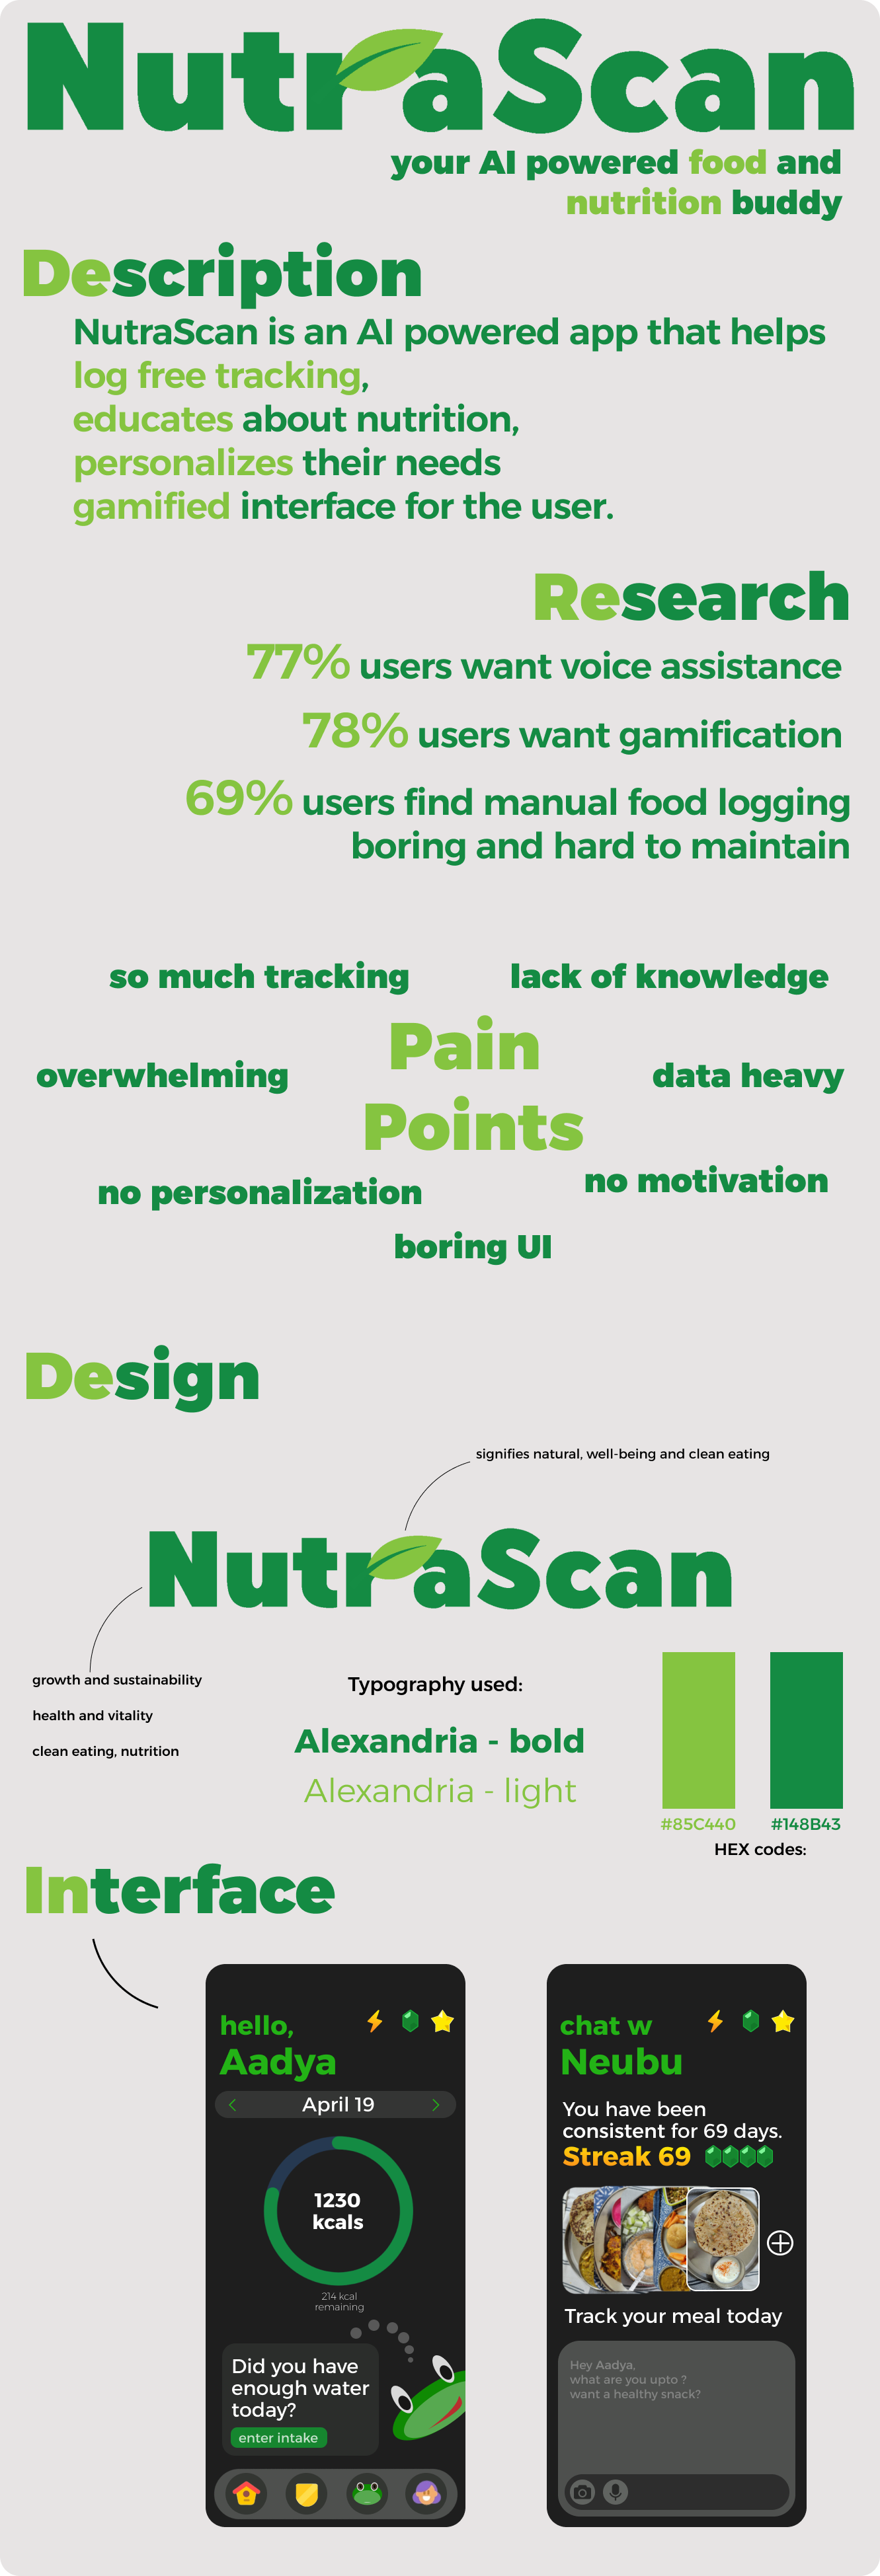 NutraScan
your AI powered food and
nutrition buddy
Description
NutraScan is an AI powered app that helps
log free tracking,
educates about nutrition,
personalizes their needs
gamified interface for the user.
Research
77% users want voice assistance
78% users want gamification
69% users find manual food logging
boring and hard to maintain
so much tracking
lack of knowledge
Pain
Points
overwhelming
data heavy
no personalization
no motivation
boring UI
Design
signifies natural, well-being and clean eating
NutraScan
growth and sustainability
health and vitality
clean eating, nutrition
Typography used:
Alexandria - bold
Alexandria - light
#85C440
#148B43
HEX codes:
Interface
hello,
Aadya
April 19
1230
kcals
214 kcal
remaining
Did you have
enough water
today?
enter intake
chat w
Neubu
You have been
consistent for 69 days.
Streak 69
Track your meal today
Hey Aadya,
what are you upto ?
want a healthy snack?